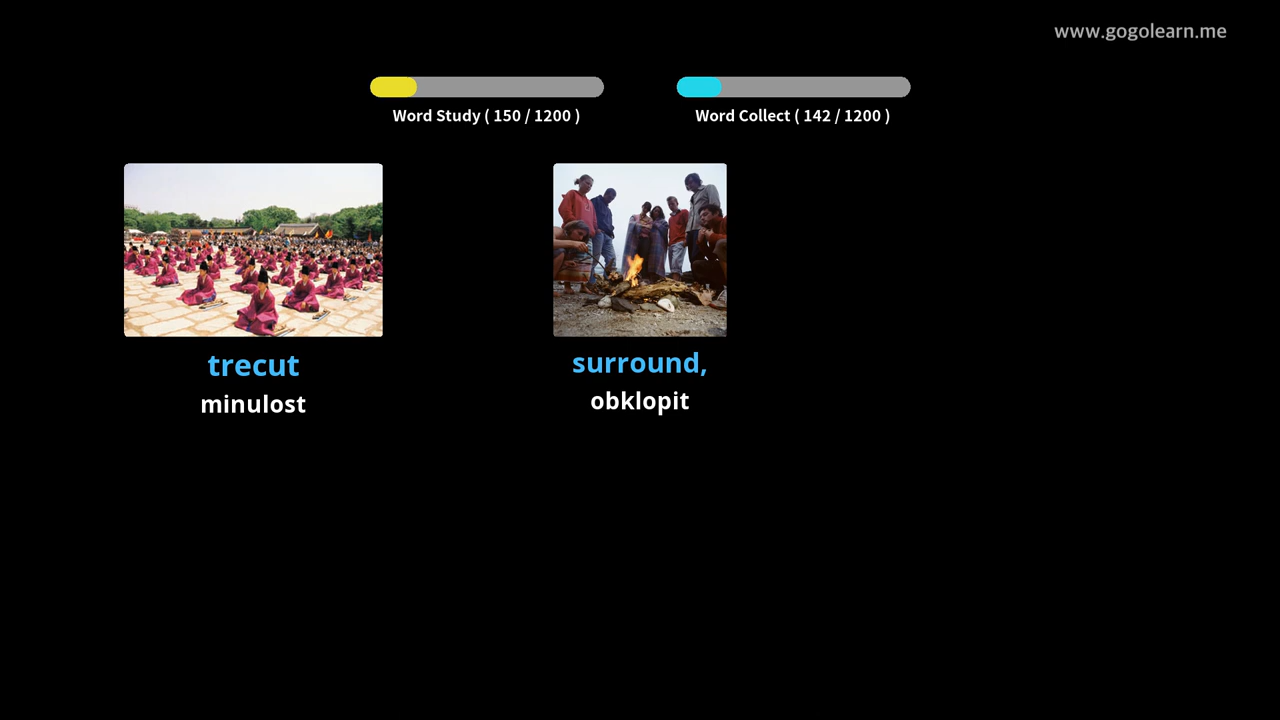 www.gogolearn.me
Word Study ( 150 / 1200 )
Word Collect ( 142 / 1200 )
trecut
minulost
surround,
obklopit